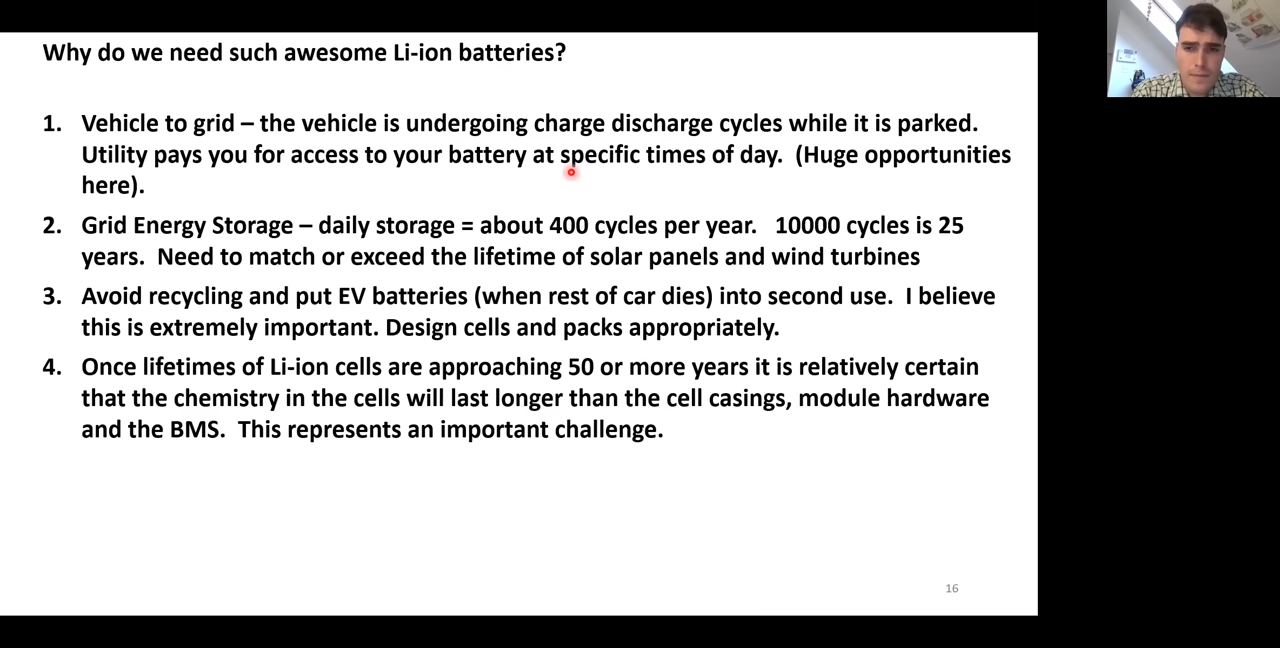 Why do we need such awesome Li-ion batteries?
1. Vehicle to grid – the vehicle is undergoing charge discharge cycles while it is parked.
Utility pays you for access to your battery at specific times of day.  (Huge opportunities
here).
2. Grid Energy Storage – daily storage = about 400 cycles per year.   10000 cycles is 25
years.  Need to match or exceed the lifetime of solar panels and wind turbines
3. Avoid recycling and put EV batteries (when rest of car dies) into second use.  I believe
this is extremely important. Design cells and packs appropriately.
4. Once lifetimes of Li-ion cells are approaching 50 or more years it is relatively certain
that the chemistry in the cells will last longer than the cell casings, module hardware
and the BMS.  This represents an important challenge.
16